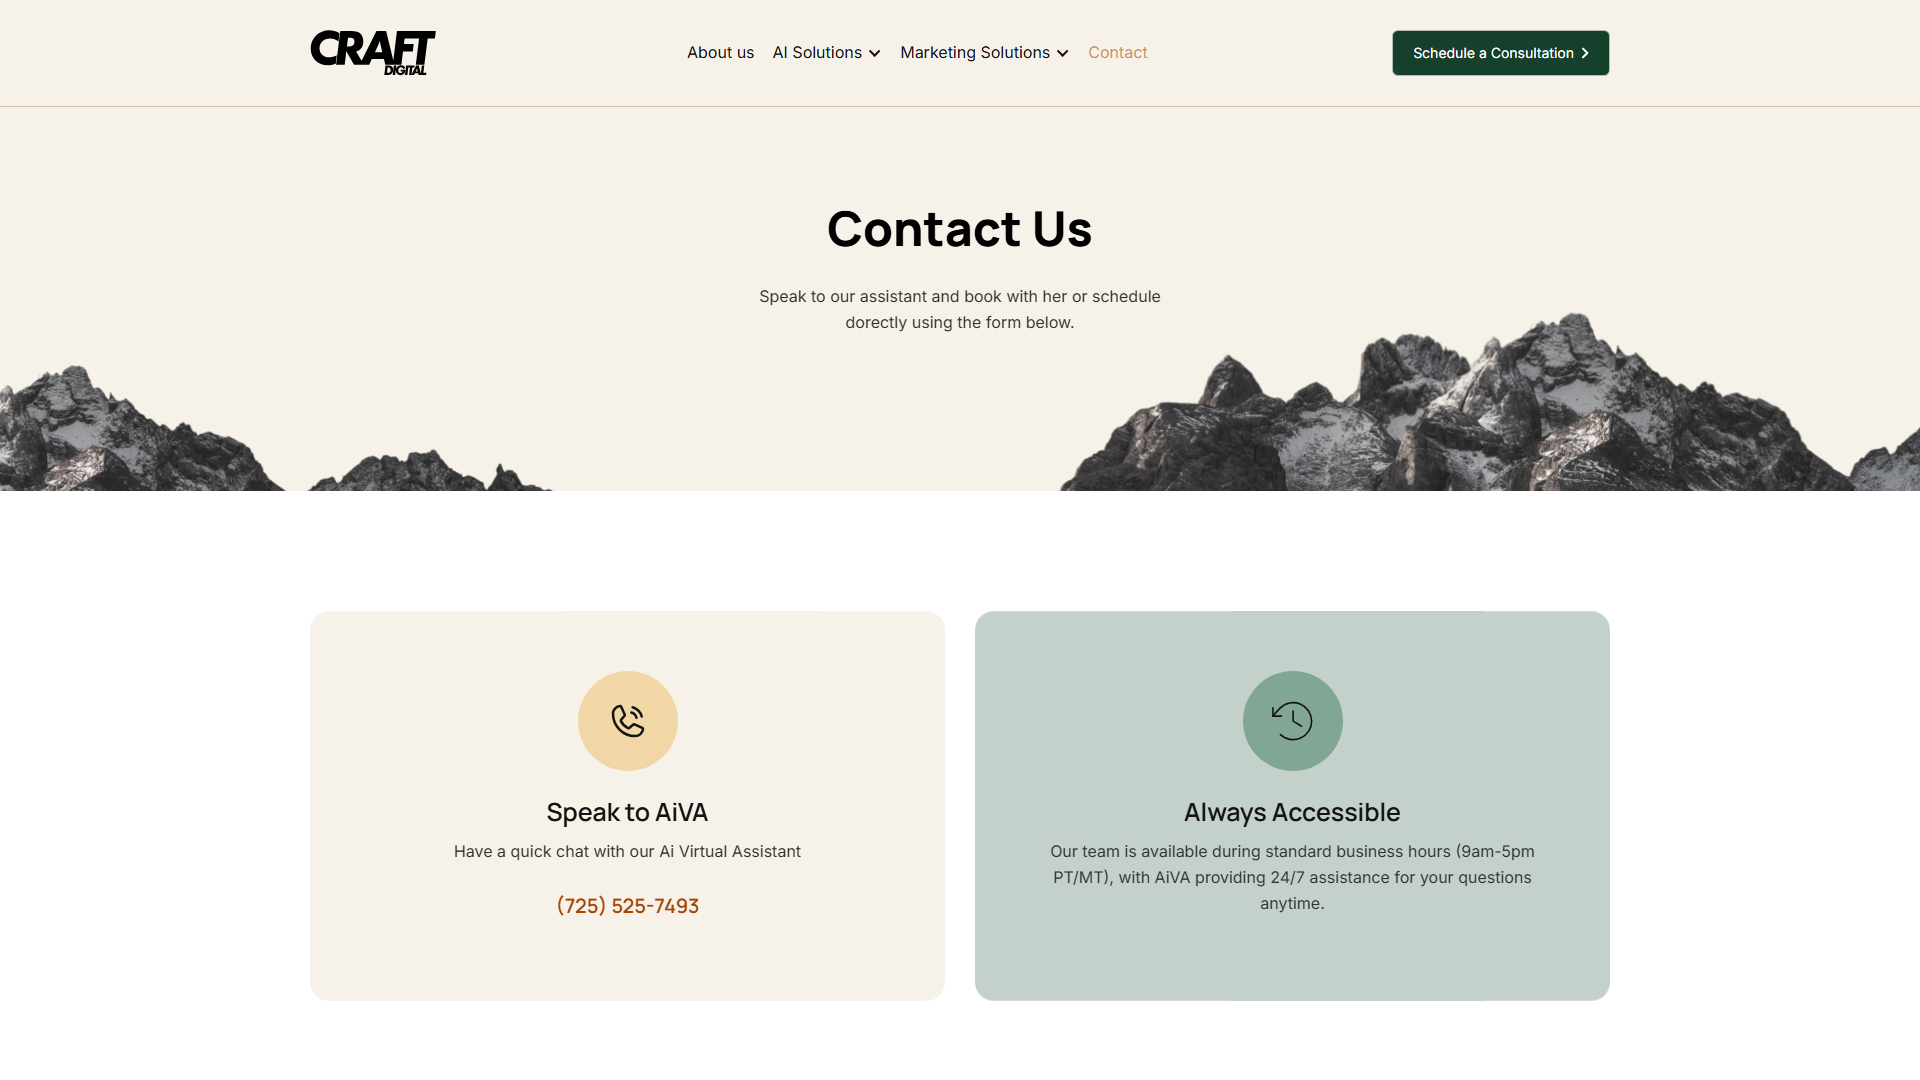 CRAFT
DIGITAL
About us
AI Solutions
Marketing Solutions
Contact
Schedule a Consultation
Contact Us
Speak to our assistant and book with her or schedule
dorectly using the form below.
Speak to AiVA
Have a quick chat with our Ai Virtual Assistant
(725) 525-7493
Always Accessible
Our team is available during standard business hours (9am-5pm
PT/MT), with AiVA providing 24/7 assistance for your questions
anytime.